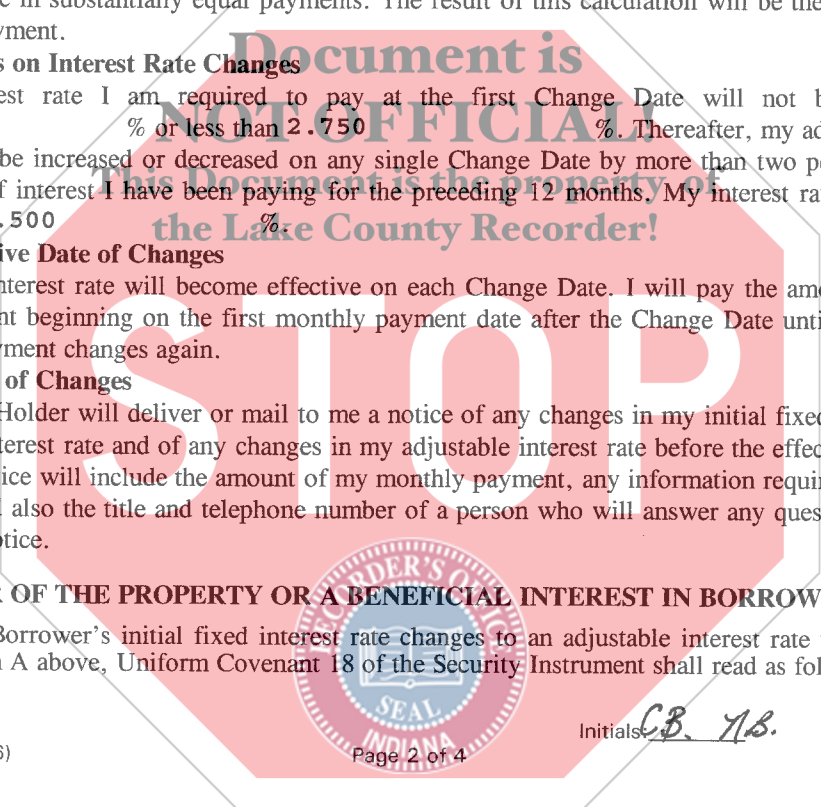 in substantially equal payments. The result of this calculation will be the
yment.
Document is
s on Interest Rate Changes
est rate I am required to pay at the first Change Date will not b
NOT OFFICIAL!
% or less than 2.750 %. Thereafter, my ad
be increased or decreased on any single Change Date by more than two pe
This Document is the property of
f interest I have been paying for the preceding 12 months. My interest ra
.500 %.
the Lake County Recorder!
ive Date of Changes
nterest rate will become effective on each Change Date. I will pay the amo
nt beginning on the first monthly payment date after the Change Date unti
yment changes again.
STOP
of Changes
Holder will deliver or mail to me a notice of any changes in my initial fixed
terest rate and of any changes in my adjustable interest rate before the effec
ice will include the amount of my monthly payment, any information requir
also the title and telephone number of a person who will answer any ques
otice.
R OF THE PROPERTY OR A BENEFICIAL INTEREST IN BORROW
Borrower's initial fixed interest rate changes to an adjustable interest rate
n A above, Uniform Covenant 18 of the Security Instrument shall read as fol
RECORDER'S OFFICE
SEAL
INDIANA
Initials: CB. NB.
6)
Page 2 of 4